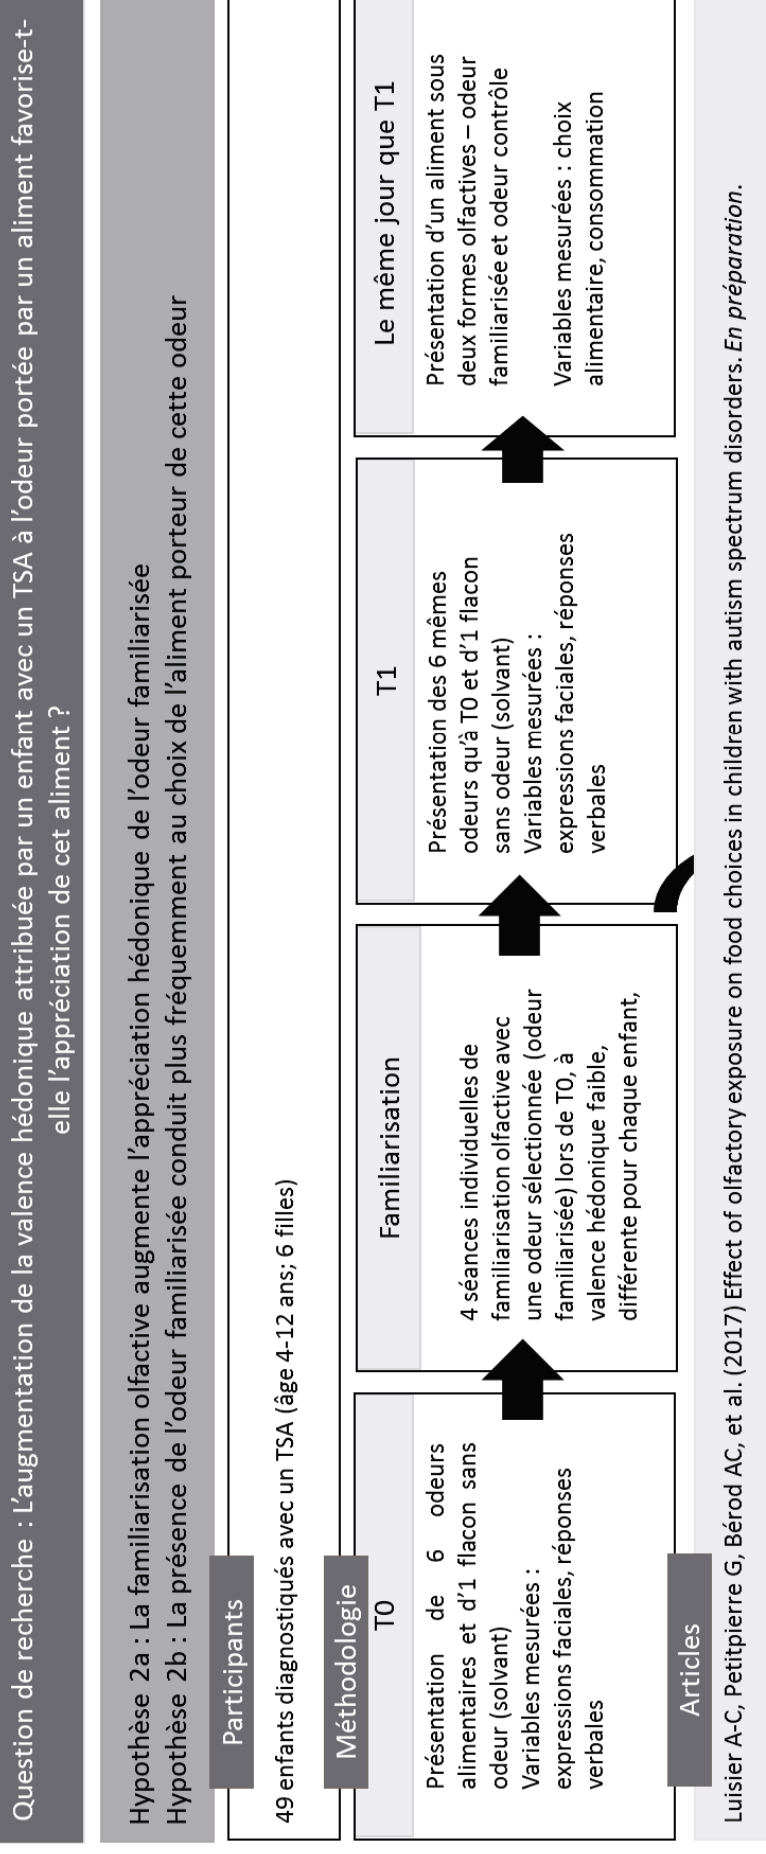 Question de recherche : L'augmentation de la valence hédonique attribuée par un enfant avec un TSA à l'odeur portée par un aliment favorise-t-
elle l'appréciation de cet aliment ?
Hypothèse 2a : La familiarisation olfactive augmente l'appréciation hédonique de l'odeur familiarisée
Hypothèse 2b : La présence de l'odeur familiarisée conduit plus fréquemment au choix de l'aliment porteur de cette odeur
Participants
49 enfants diagnostiqués avec un TSA (âge 4-12 ans; 6 filles)
Méthodologie
T0
Présentation de 6 odeurs
alimentaires et d'1 flacon sans
odeur (solvant)
Variables mesurées :
expressions faciales, réponses
verbales
Familiarisation
4 séances individuelles de
familiarisation olfactive avec
une odeur sélectionnée (odeur
familiarisée) lors de T0, à
valence hédonique faible,
différente pour chaque enfant,
T1
Présentation des 6 mêmes
odeurs qu'à T0 et d'1 flacon
sans odeur (solvant)
Variables mesurées :
expressions faciales, réponses
verbales
Le même jour que T1
Présentation d'un aliment sous
deux formes olfactives – odeur
familiarisée et odeur contrôle
Variables mesurées : choix
alimentaire, consommation
Articles
Luisier A-C, Petitpierre G, Bérod AC, et al. (2017) Effect of olfactory exposure on food choices in children with autism spectrum disorders. En préparation.